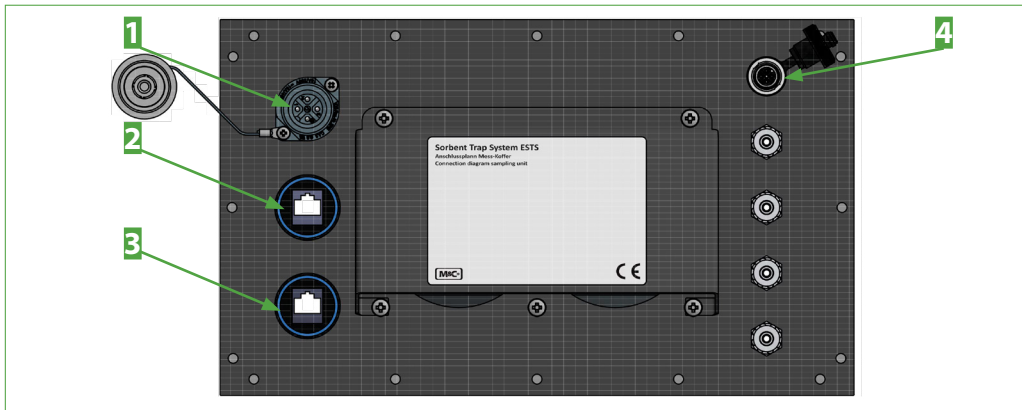 1
4
2
3
Sorbent Trap System ESTS
Anschlussplann Mess-Koffer
Connection diagram sampling unit
M&C
CE